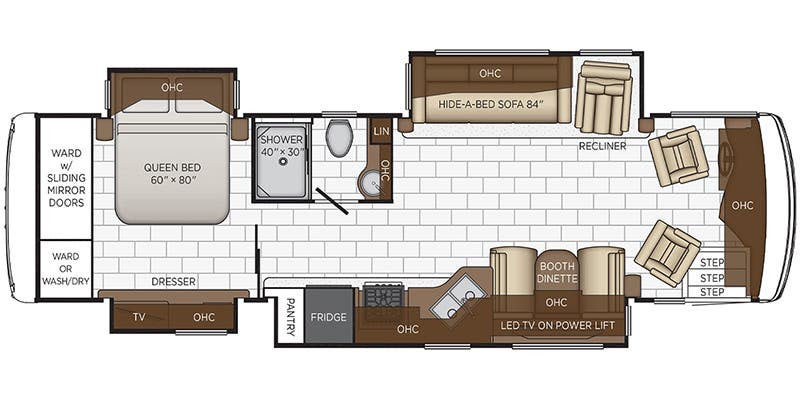 OHC
OHC
HIDE-A-BED SOFA 84"
RECLINER
SHOWER
40" × 30"
LIN
OHC
WARD
w/
SLIDING
MIRROR
DOORS
QUEEN BED
60" × 80"
OHC
WARD
OR
WASH/DRY
DRESSER
TV
OHC
PANTRY
FRIDGE
OHC
BOOTH
DINETTE
OHC
LED TV ON POWER LIFT
STEP
STEP
STEP